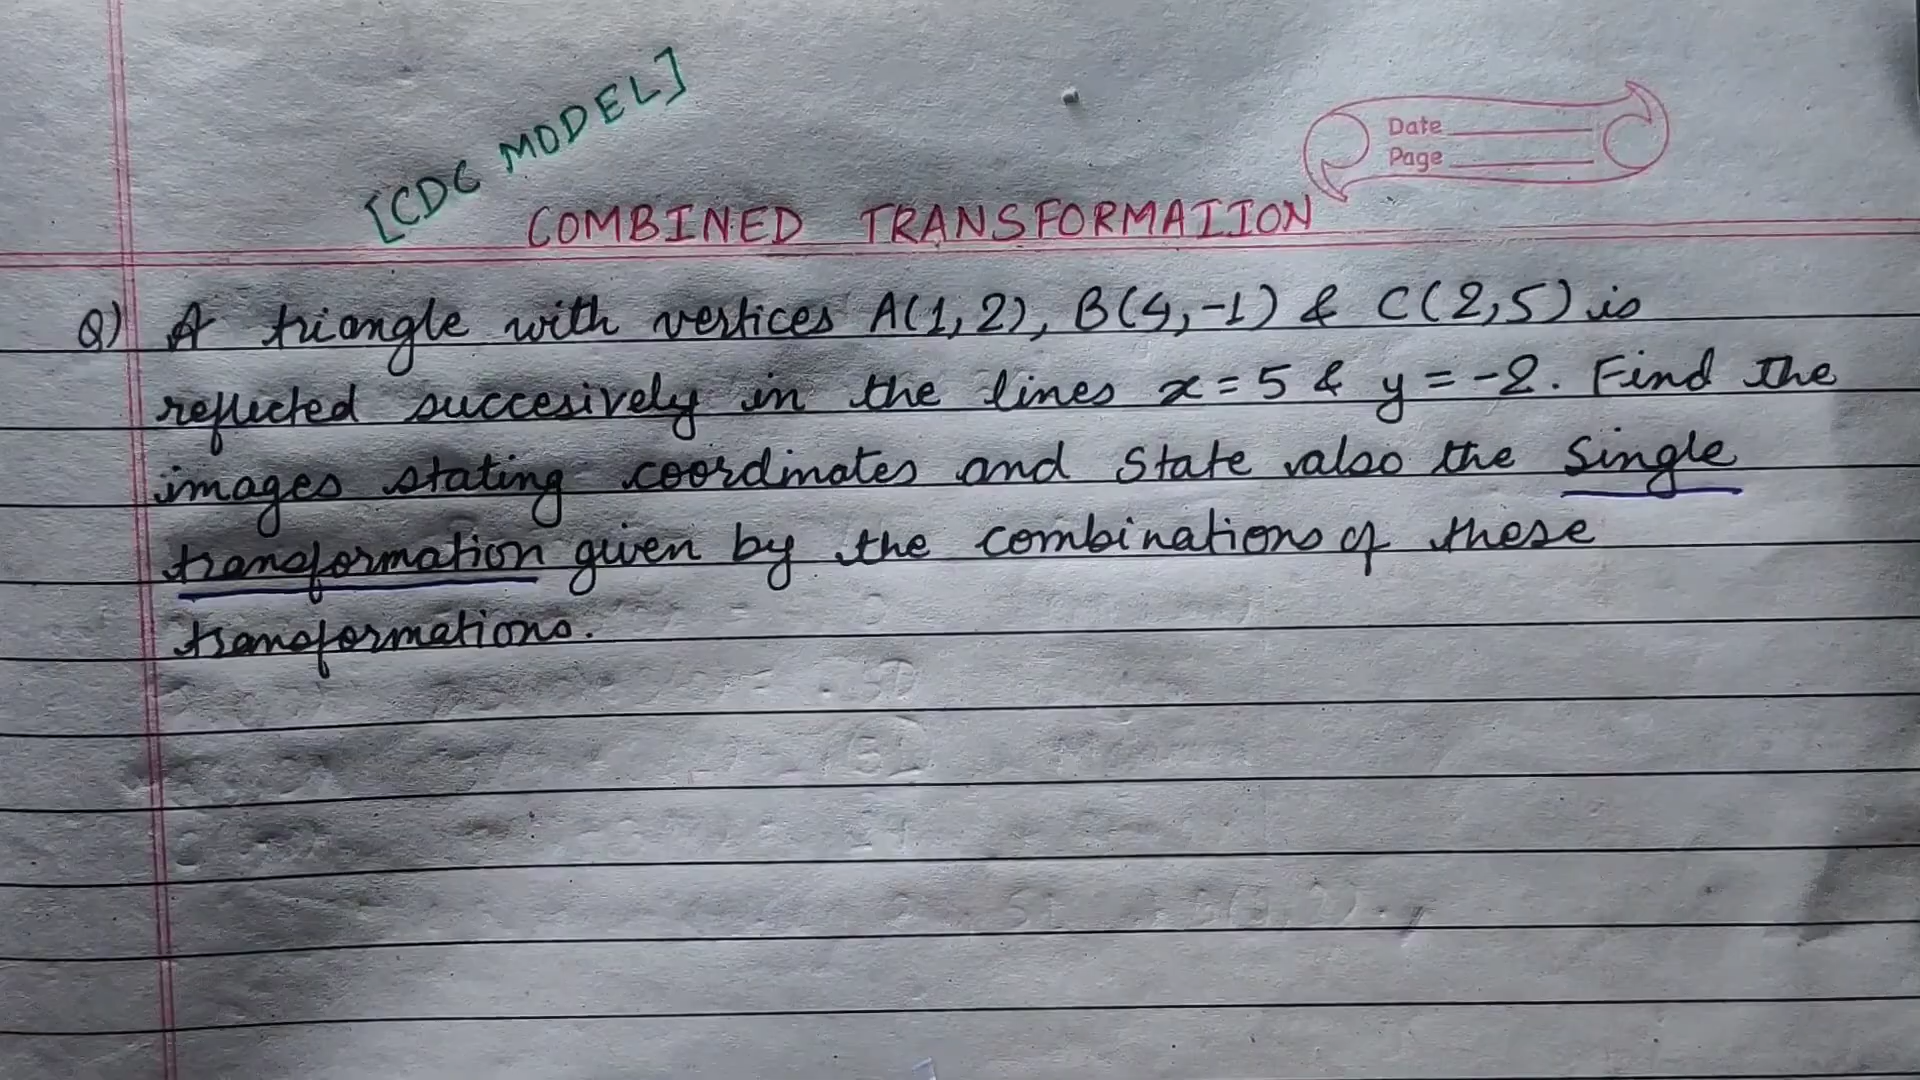 [CDC MODEL]
Date
Page
COMBINED TRANSFORMATION
Q) A triangle with vertices A(1,2), B(4,-1) & C(2,5) is
reflected succesively in the lines x=5 & y=-2. Find the
images stating coordinates and state also the single
transformation given by the combinations of these
transformations.